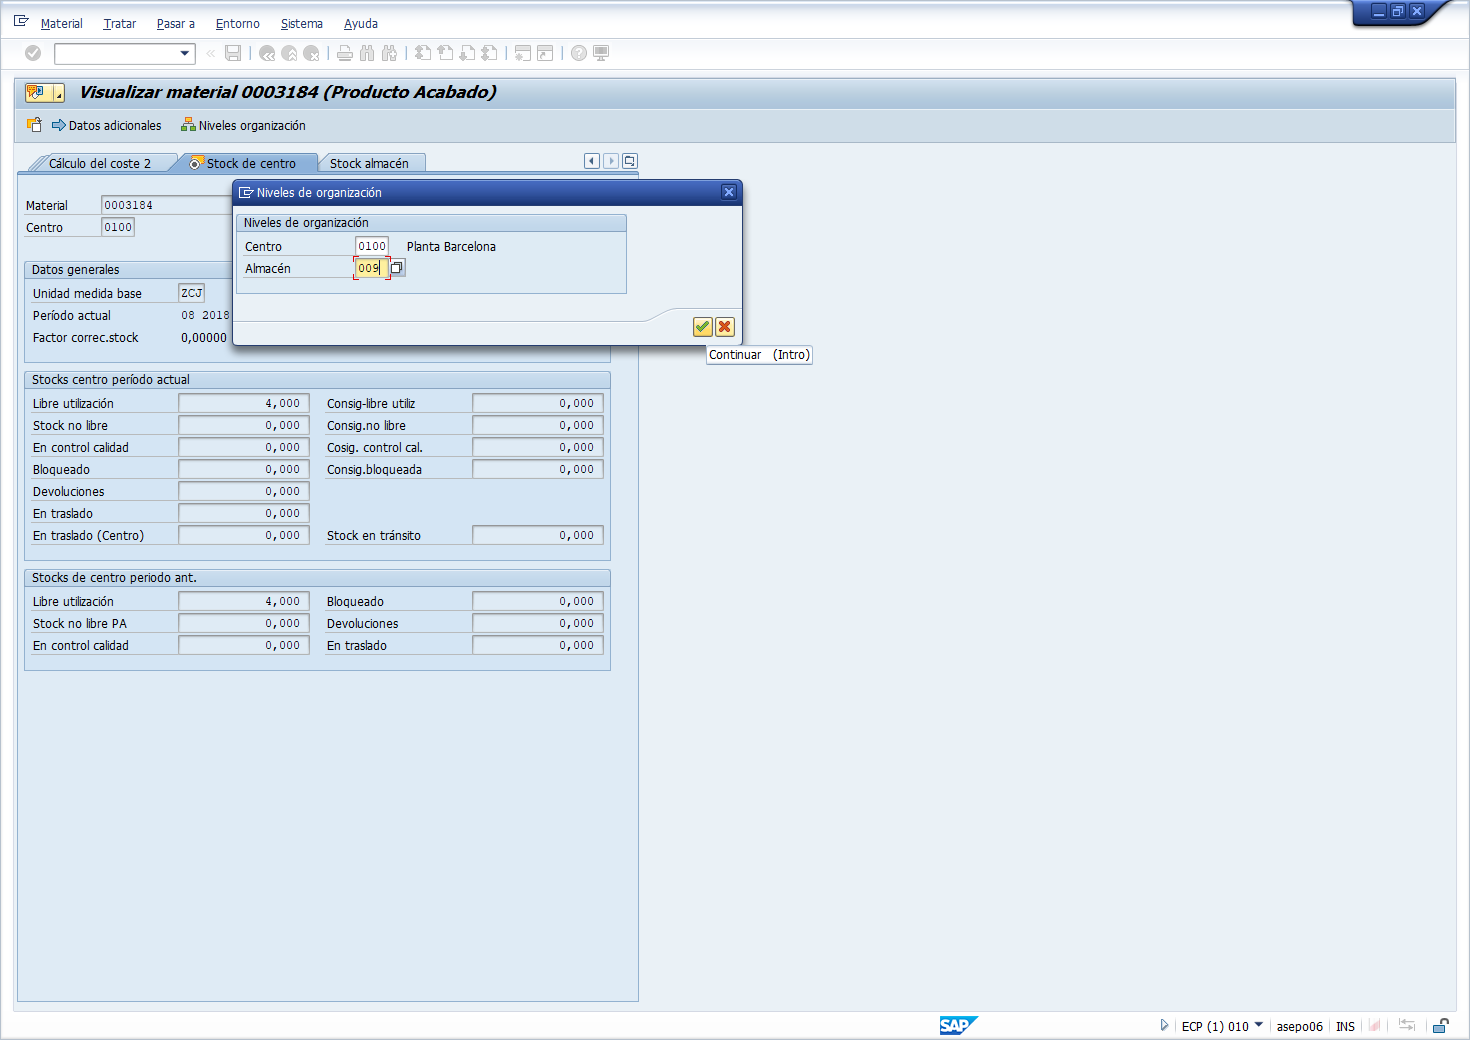 Material Tratar Pasar a Entorno Sistema Ayuda
Visualizar material 0003184 (Producto Acabado)
Datos adicionales Niveles organización
Cálculo del coste 2 Stock de centro Stock almacén
Material 0003184
Centro 0100
Niveles de organización
Niveles de organización
Centro 0100 Planta Barcelona
Almacén 009
Continuar (Intro)
Datos generales
Unidad medida base ZCJ
Período actual 08 2018
Factor correc.stock 0,00000
Stocks centro período actual
Libre utilización 4,000 Consig-libre utiliz 0,000
Stock no libre 0,000 Consig.no libre 0,000
En control calidad 0,000 Cosig. control cal. 0,000
Bloqueado 0,000 Consig.bloqueada 0,000
Devoluciones 0,000
En traslado 0,000
En traslado (Centro) 0,000 Stock en tránsito 0,000
Stocks de centro periodo ant.
Libre utilización 4,000 Bloqueado 0,000
Stock no libre PA 0,000 Devoluciones 0,000
En control calidad 0,000 En traslado 0,000
SAP ECP (1) 010 asepo06 INS